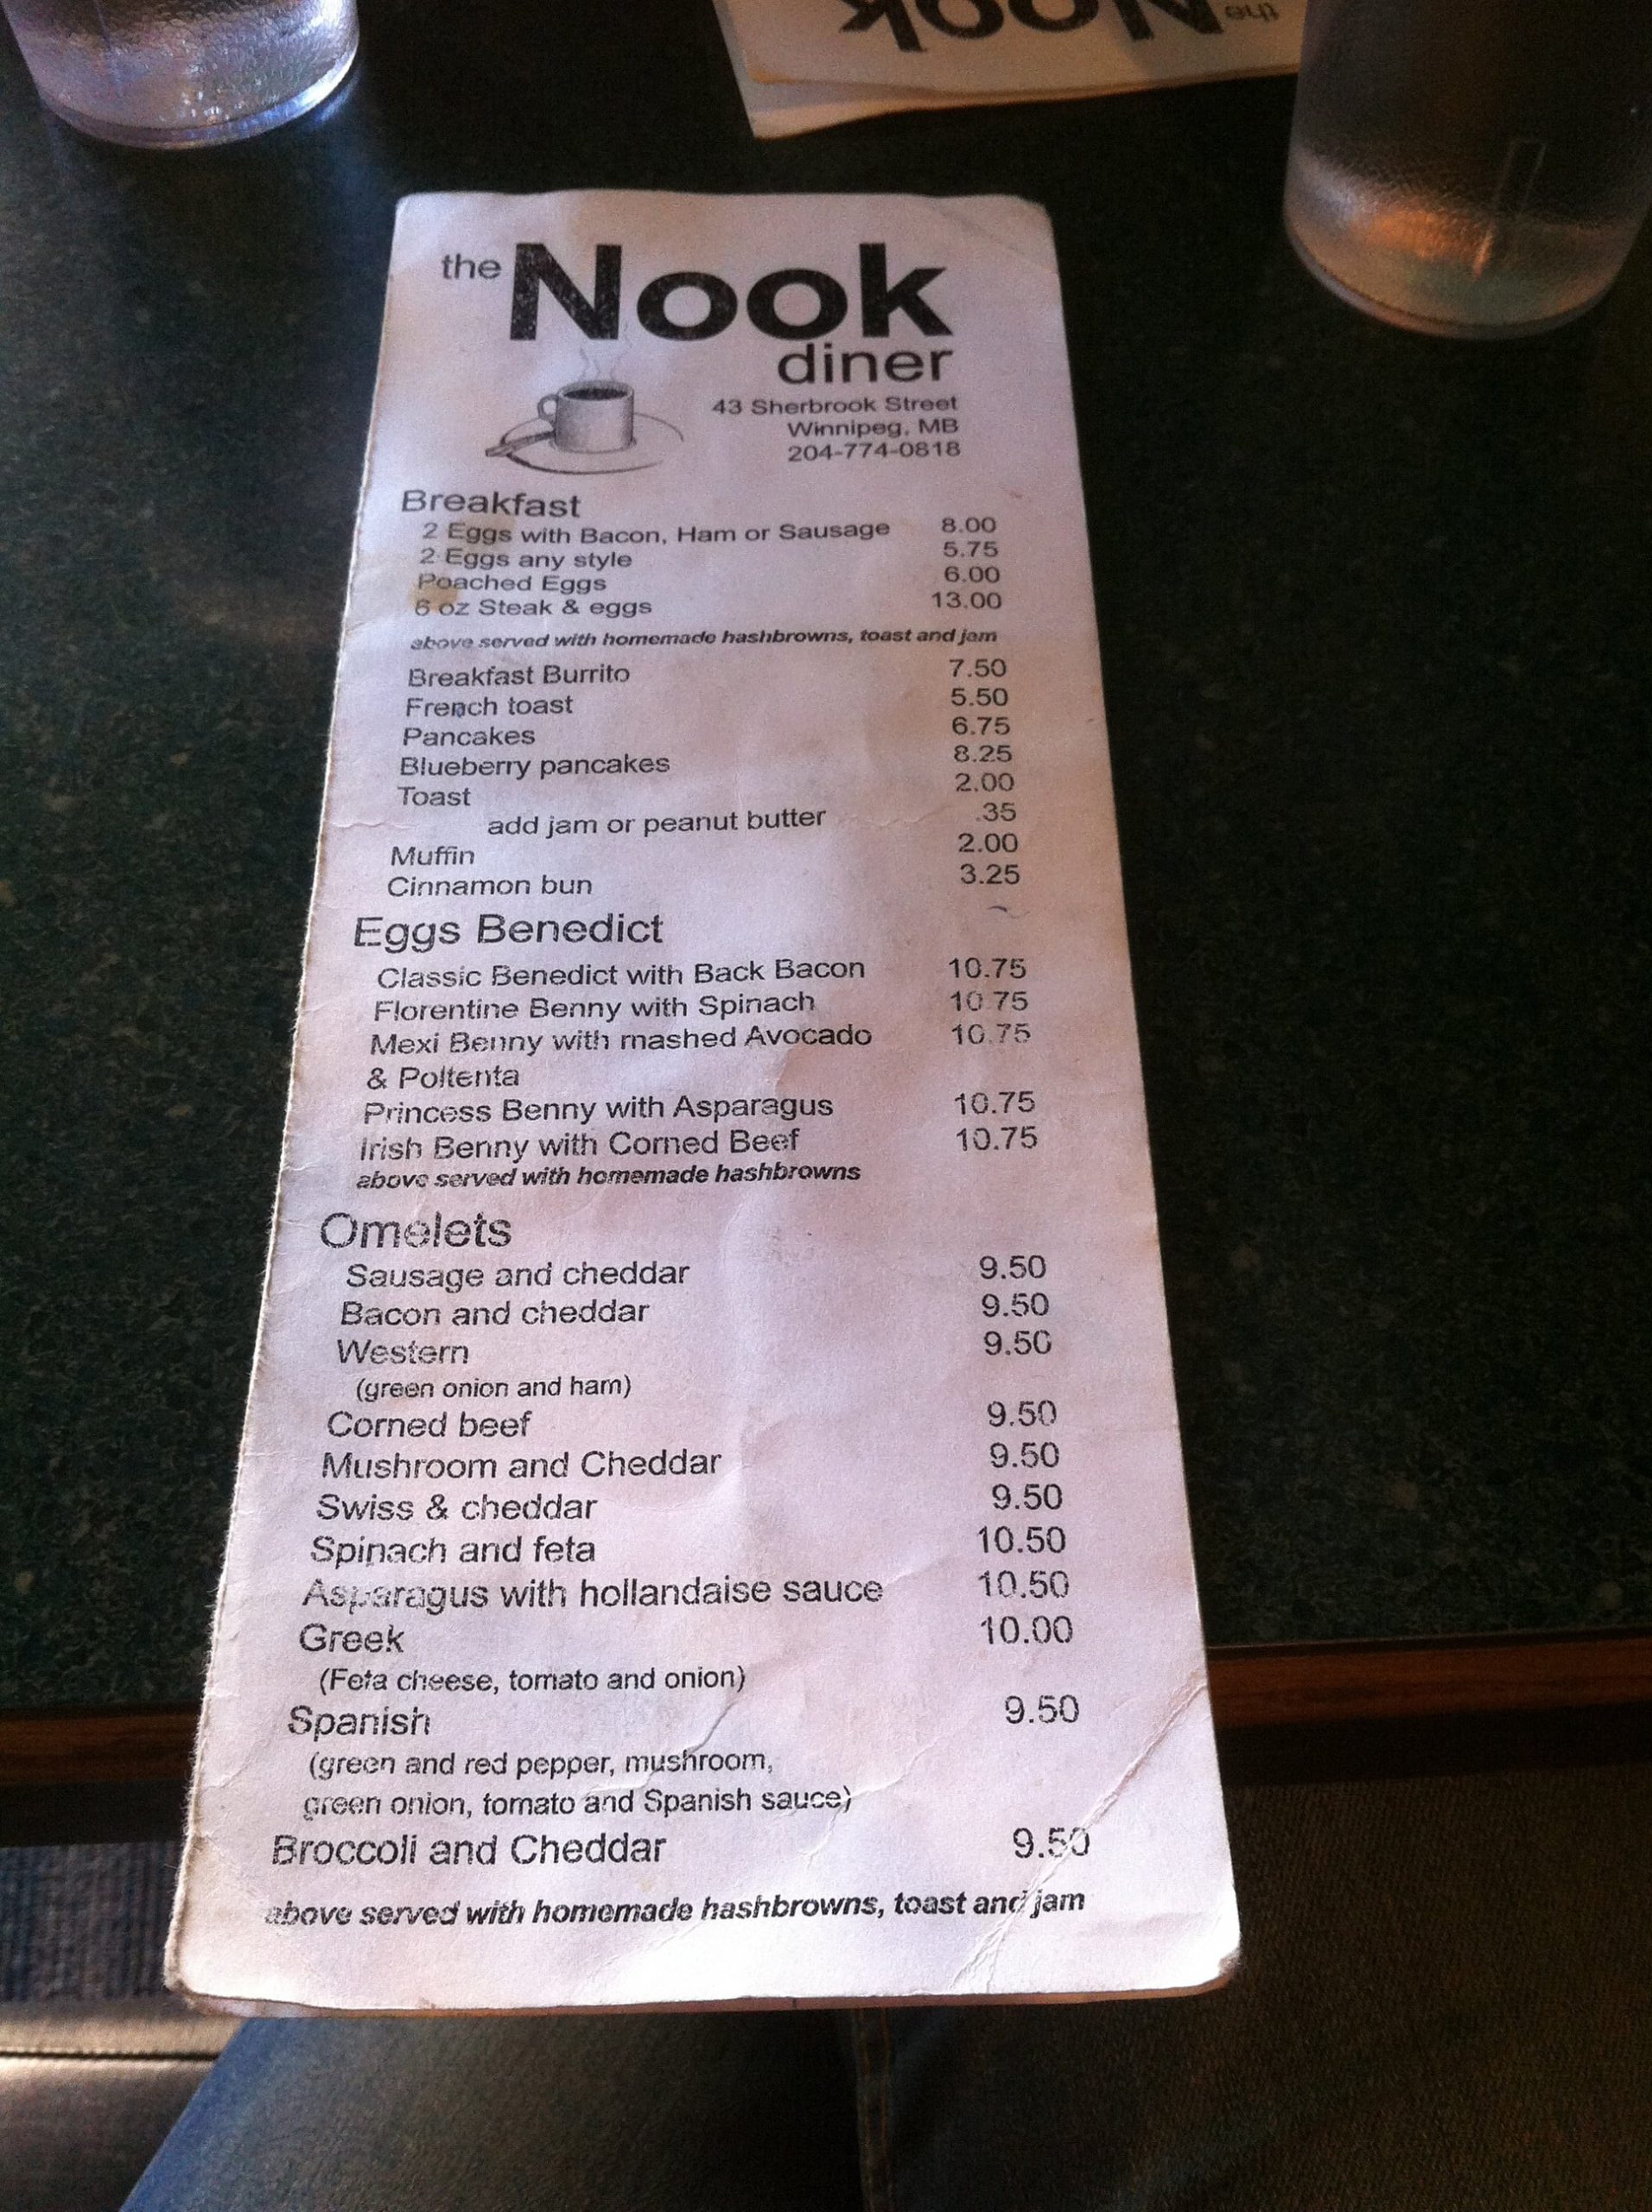 the Nook
the Nook
diner
43 Sherbrook Street
Winnipeg, MB
204-774-0818
Breakfast
2 Eggs with Bacon, Ham or Sausage 8.00
2 Eggs any style 5.75
Poached Eggs 6.00
6 oz Steak & eggs 13.00
above served with homemade hashbrowns, toast and jam
Breakfast Burrito 7.50
French toast 5.50
Pancakes 6.75
Blueberry pancakes 8.25
Toast 2.00
add jam or peanut butter .35
Muffin 2.00
Cinnamon bun 3.25
Eggs Benedict
Classic Benedict with Back Bacon 10.75
Florentine Benny with Spinach 10.75
Mexi Benny with mashed Avocado 10.75
& Poltenta
Princess Benny with Asparagus 10.75
Irish Benny with Corned Beef 10.75
above served with homemade hashbrowns
Omelets
Sausage and cheddar 9.50
Bacon and cheddar 9.50
Western 9.50
(green onion and ham)
Corned beef 9.50
Mushroom and Cheddar 9.50
Swiss & cheddar 9.50
Spinach and feta 10.50
Asparagus with hollandaise sauce 10.50
Greek 10.00
(Feta cheese, tomato and onion)
Spanish 9.50
(green and red pepper, mushroom,
green onion, tomato and Spanish sauce)
Broccoli and Cheddar 9.50
above served with homemade hashbrowns, toast and jam